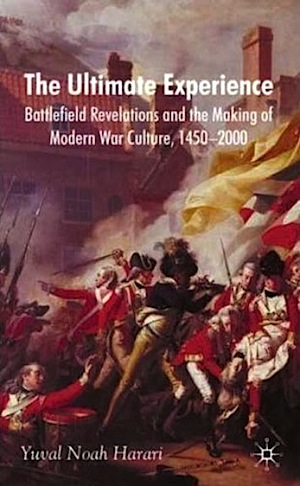 The Ultimate Experience
Battlefield Revelations and the Making of
Modern War Culture, 1450–2000
Yuval Noah Harari